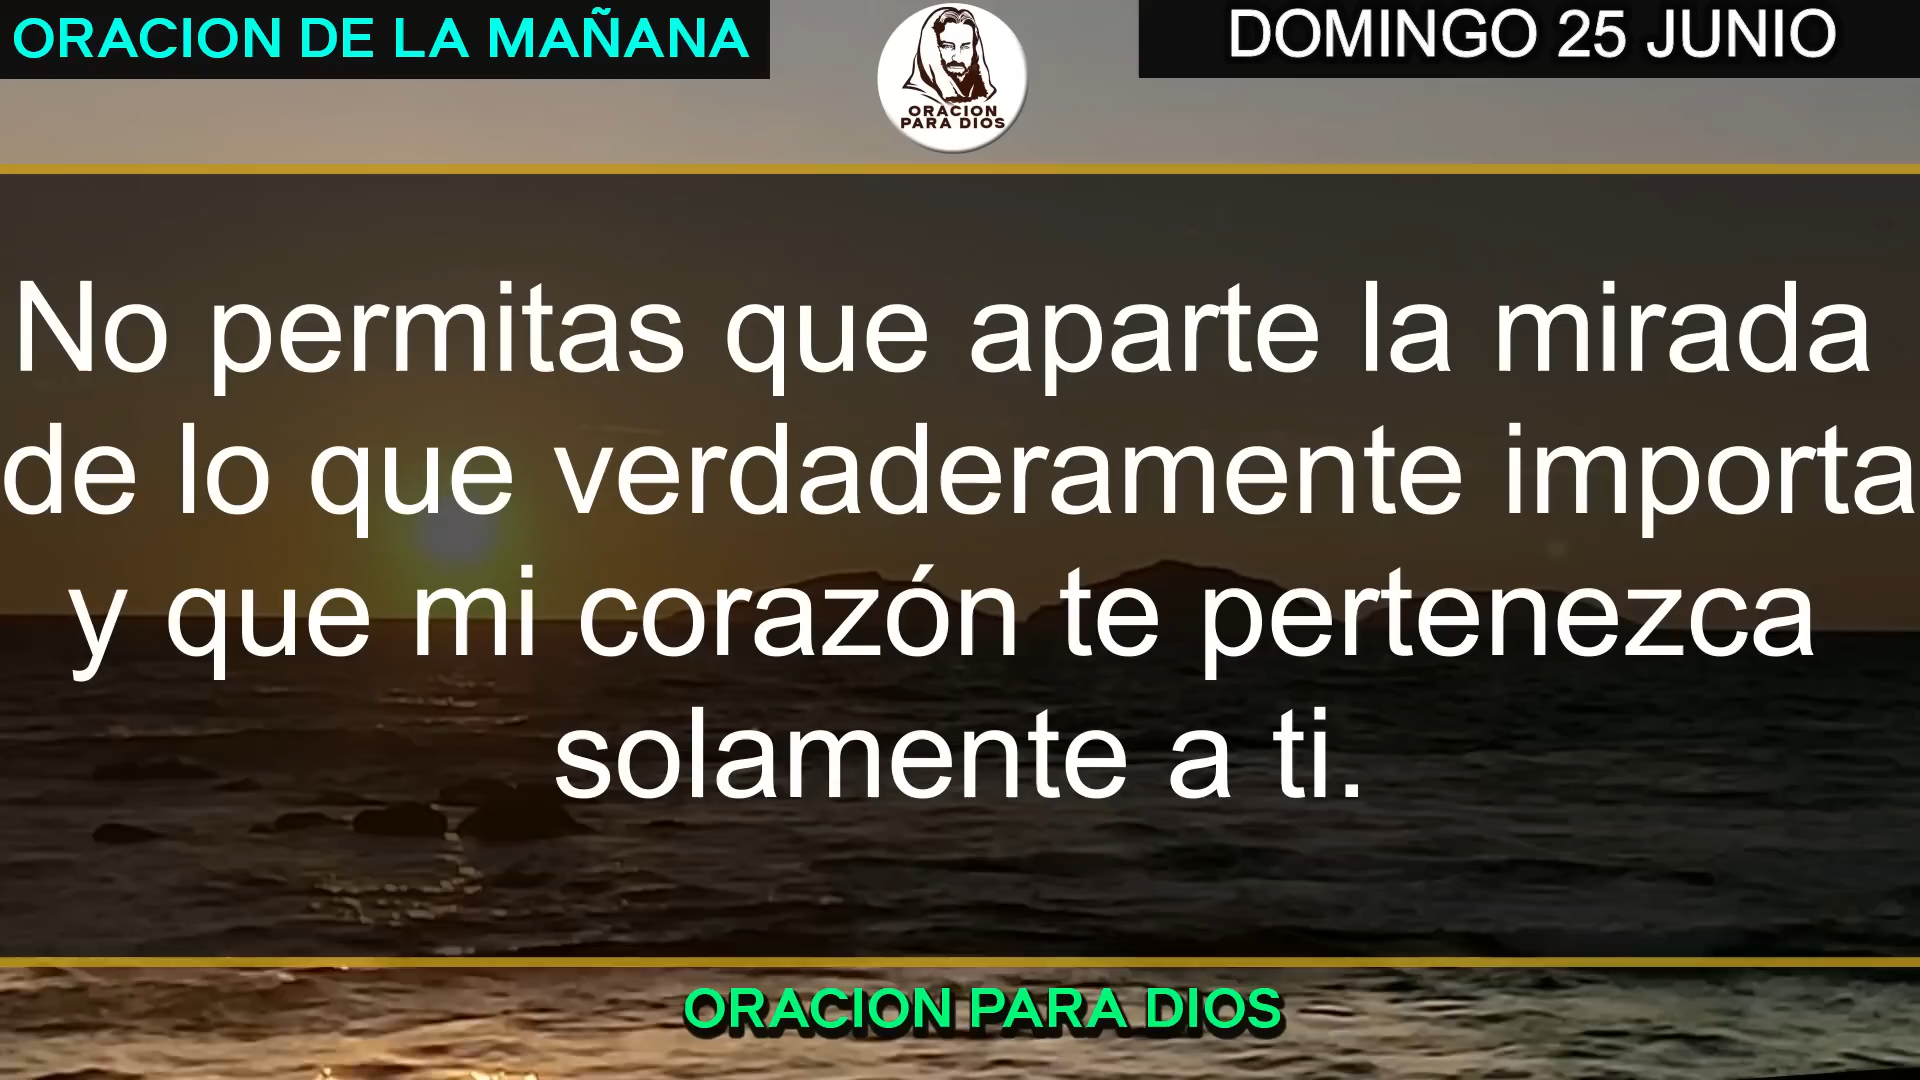 ORACION DE LA MAÑANA
ORACION
PARA DIOS
DOMINGO 25 JUNIO
No permitas que aparte la mirada
de lo que verdaderamente importa
y que mi corazón te pertenezca
solamente a ti.
ORACION PARA DIOS